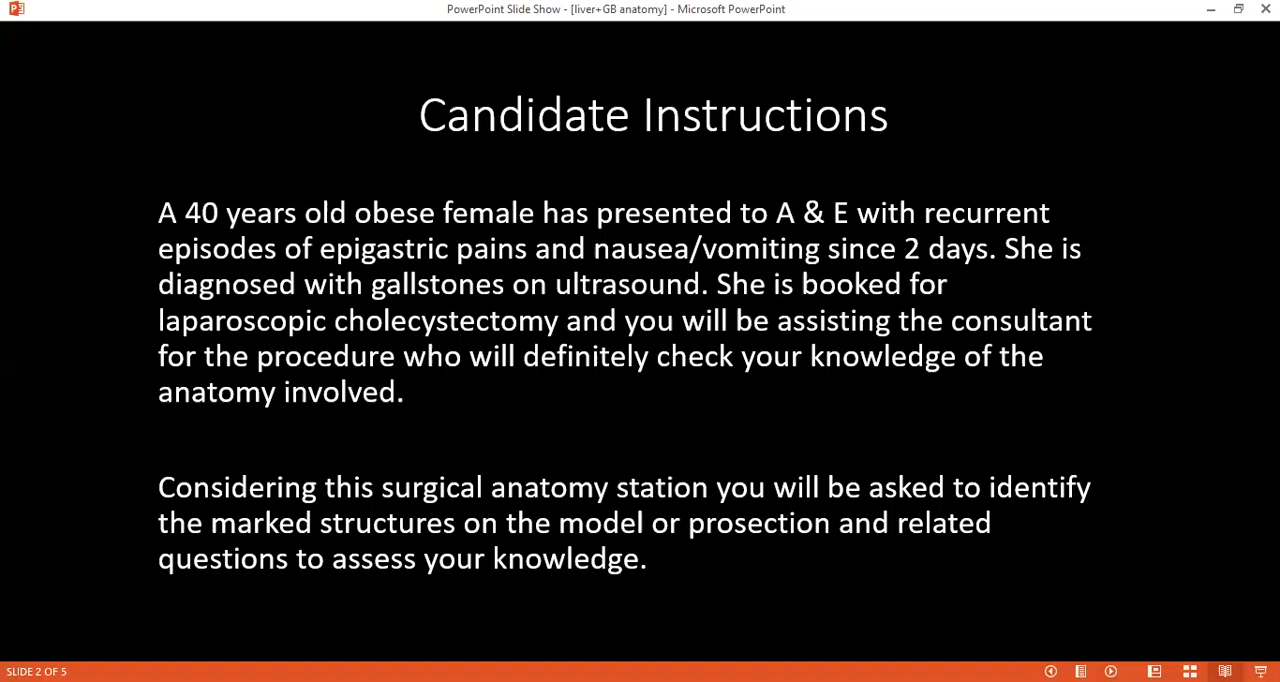 PowerPoint Slide Show - [liver+GB anatomy] - Microsoft PowerPoint
Candidate Instructions
A 40 years old obese female has presented to A & E with recurrent
episodes of epigastric pains and nausea/vomiting since 2 days. She is
diagnosed with gallstones on ultrasound. She is booked for
laparoscopic cholecystectomy and you will be assisting the consultant
for the procedure who will definitely check your knowledge of the
anatomy involved.
Considering this surgical anatomy station you will be asked to identify
the marked structures on the model or prosection and related
questions to assess your knowledge.
SLIDE 2 OF 5